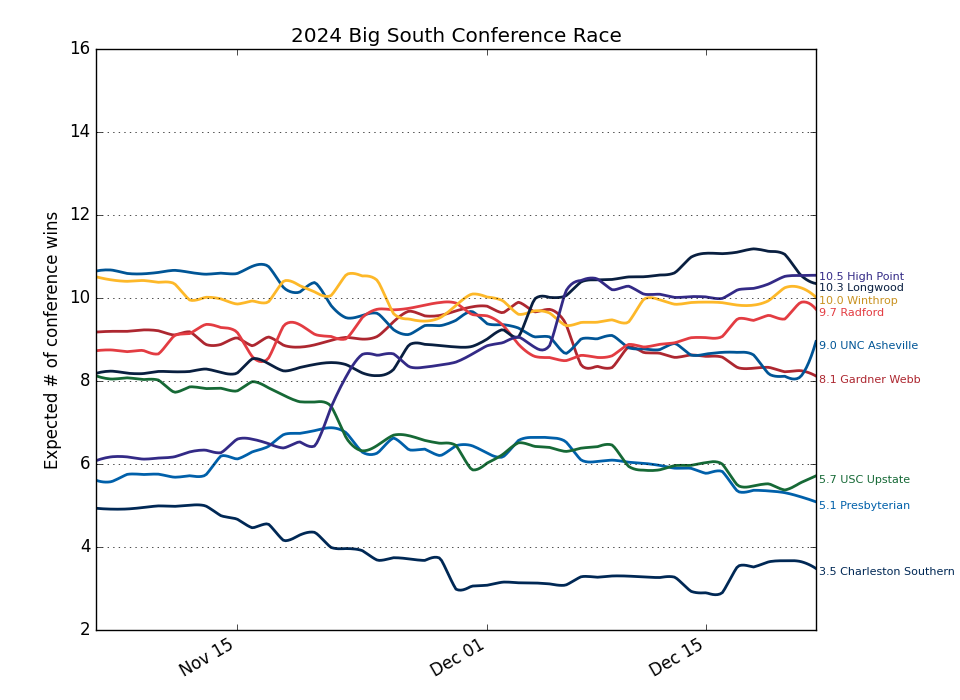 2024 Big South Conference Race
Expected # of conference wins
16
14
12
10
8
6
4
2
Nov 15
Dec 01
Dec 15
10.5 High Point
10.3 Longwood
10.0 Winthrop
9.7 Radford
9.0 UNC Asheville
8.1 Gardner Webb
5.7 USC Upstate
5.1 Presbyterian
3.5 Charleston Southern